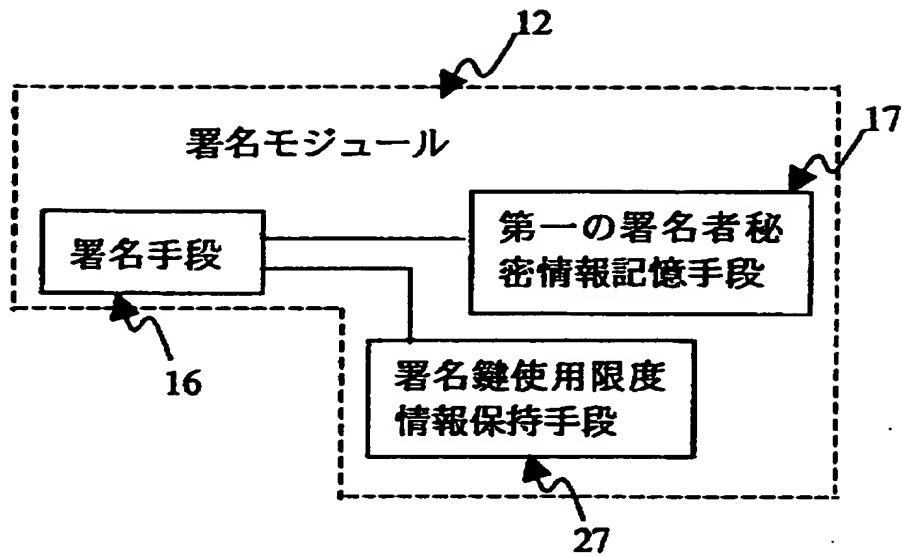 12
署名モジュール
17
署名手段
第一の署名者秘
密情報記憶手段
16
署名鍵使用限度
情報保持手段
27